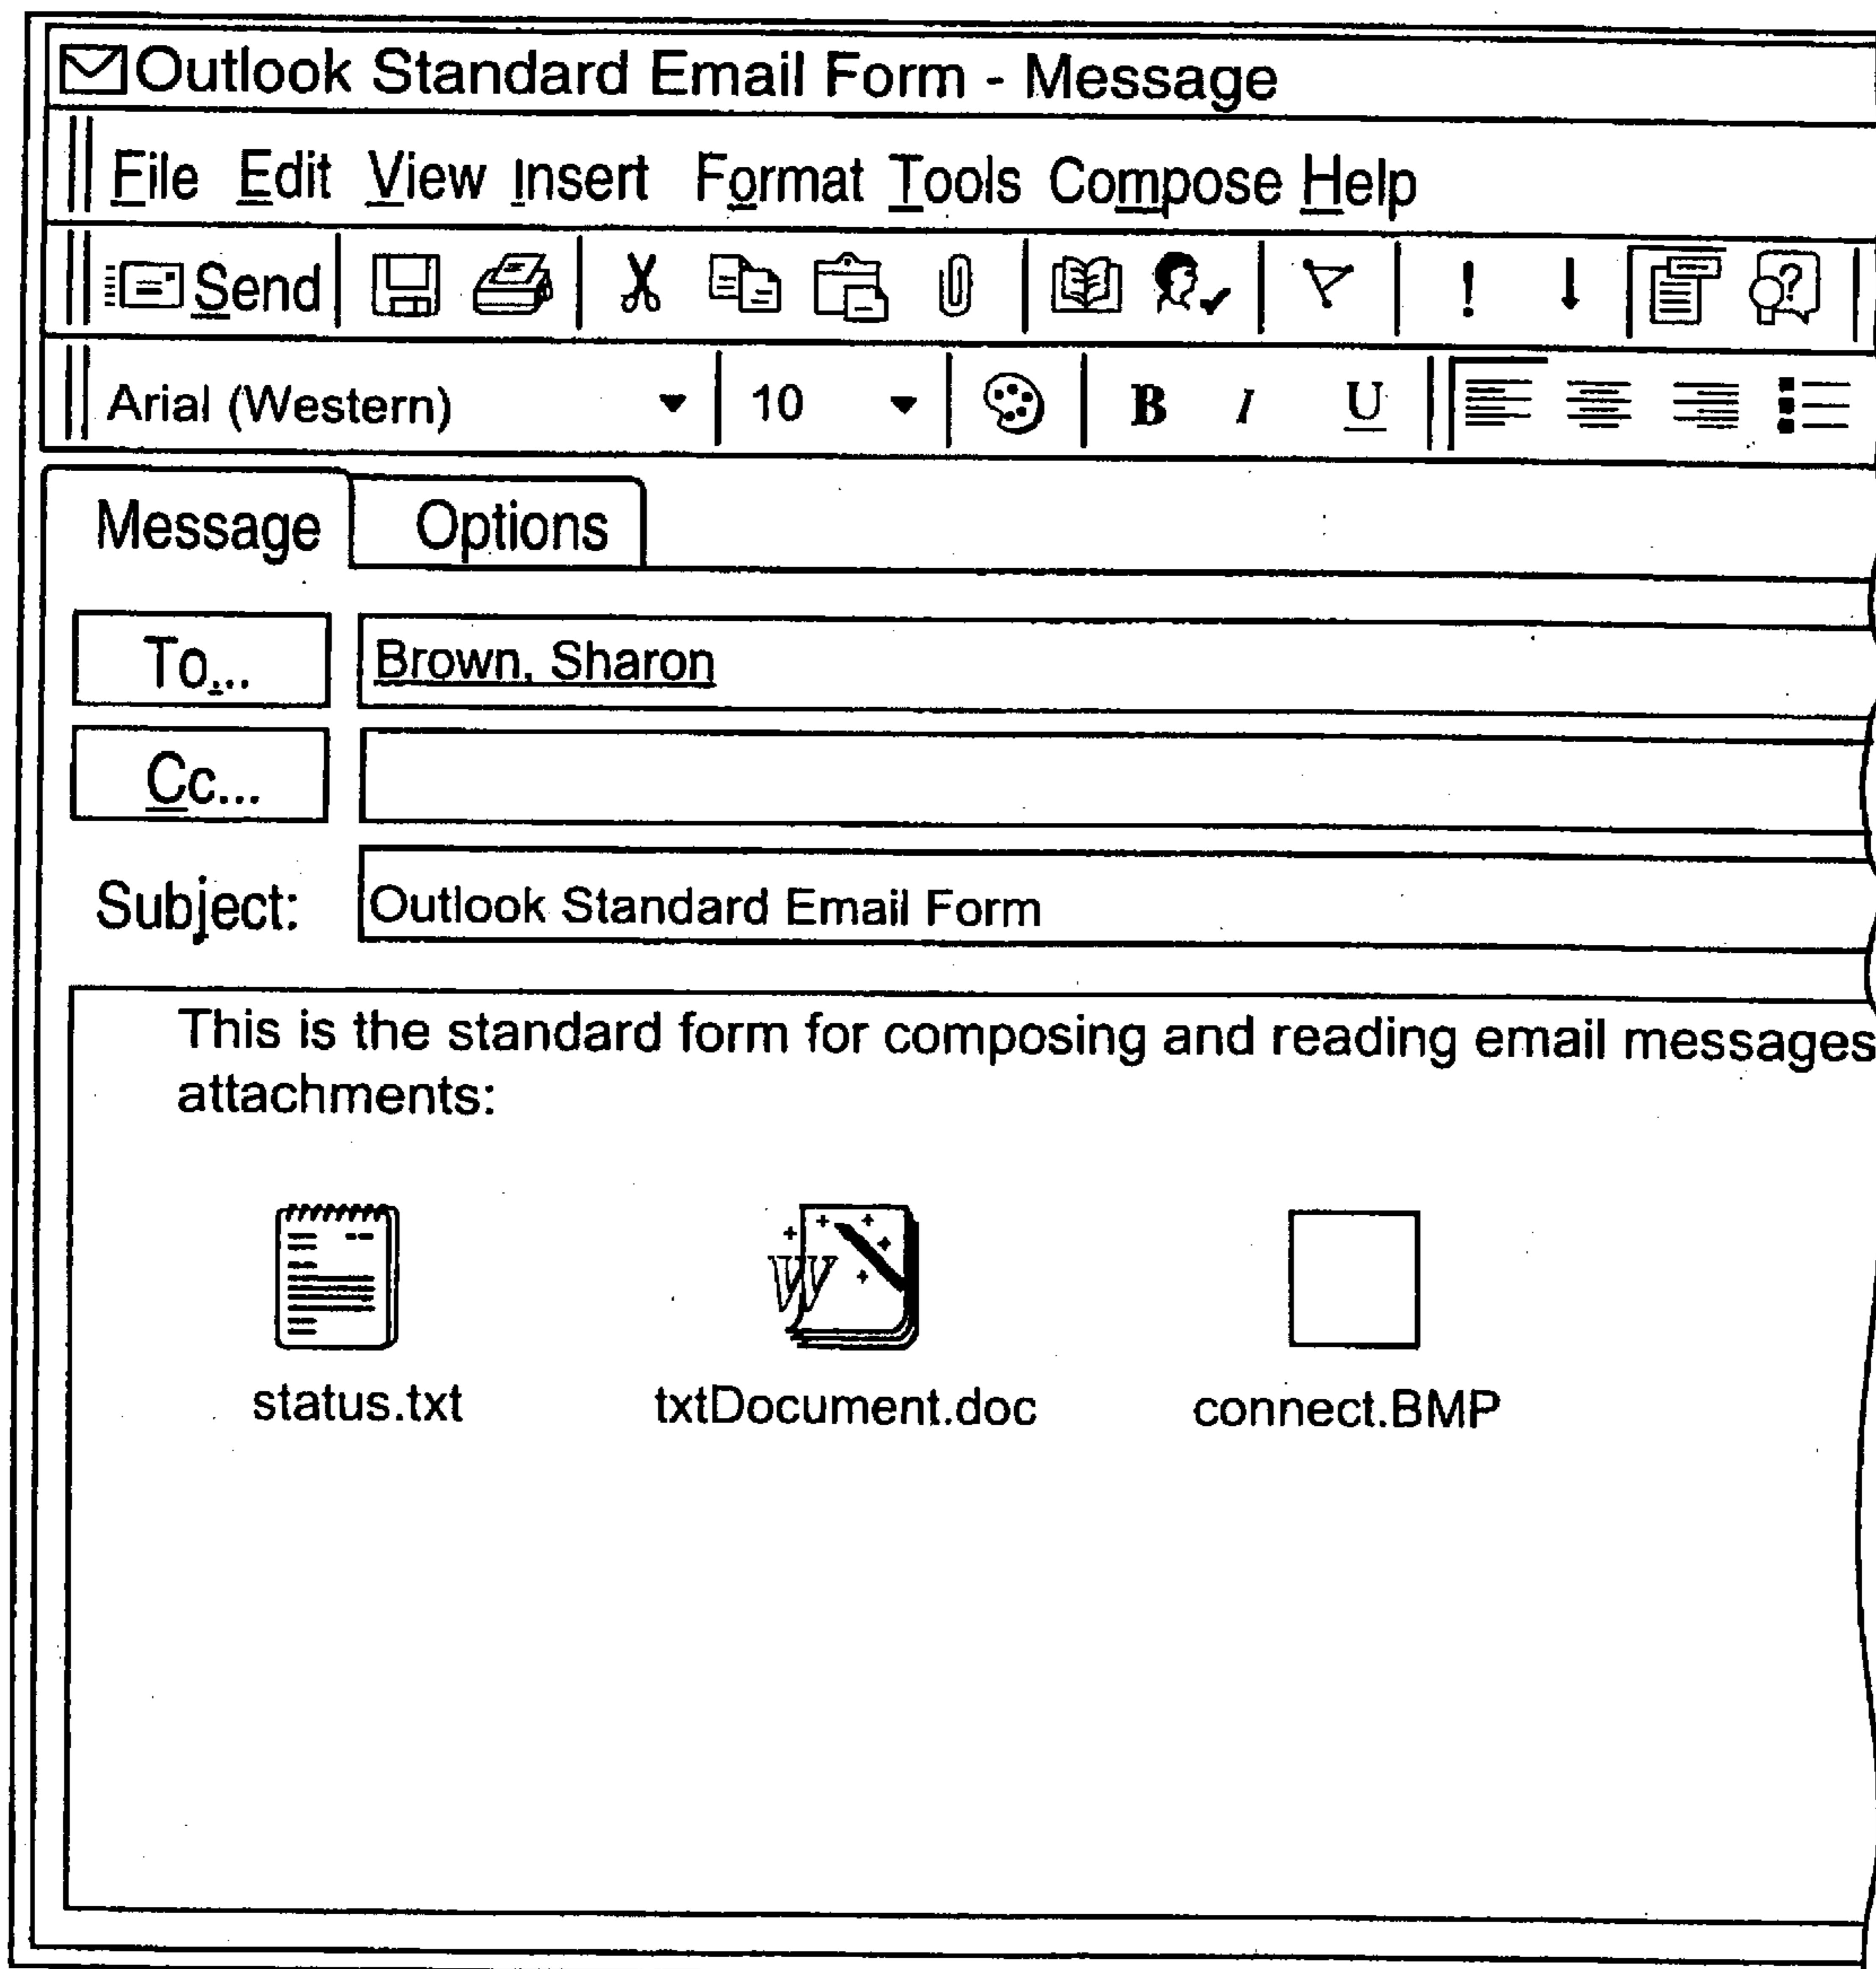 Outlook Standard Email Form - Message
File Edit View Insert Format Tools Compose Help
Send ! ↓
Arial (Western) 10 B I U
Message Options
To... Brown, Sharon
Cc...
Subject: Outlook Standard Email Form
This is the standard form for composing and reading email messages
attachments:
W
status.txt txtDocument.doc connect.BMP